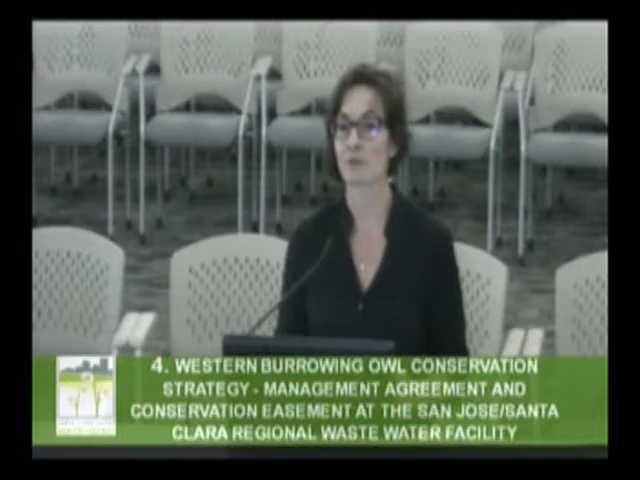 4. WESTERN BURROWING OWL CONSERVATION
STRATEGY - MANAGEMENT AGREEMENT AND
CONSERVATION EASEMENT AT THE SAN JOSE/SANTA
CLARA REGIONAL WASTE WATER FACILITY